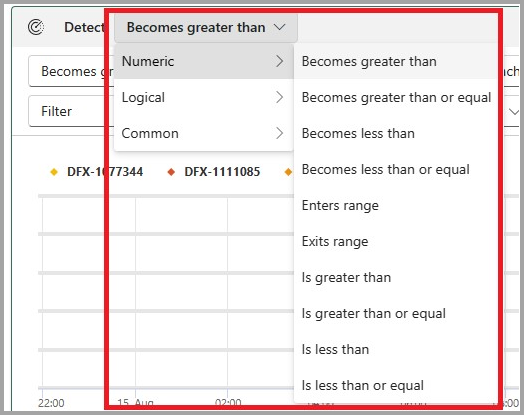 Detect Becomes greater than
Becomes gr
Filter
Numeric
Logical
Common
Becomes greater than
Becomes greater than or equal
Becomes less than
Becomes less than or equal
Enters range
Exits range
Is greater than
Is greater than or equal
Is less than
Is less than or equal
DFX-1077344 DFX-1111085
22:00 15. Aug 02:00